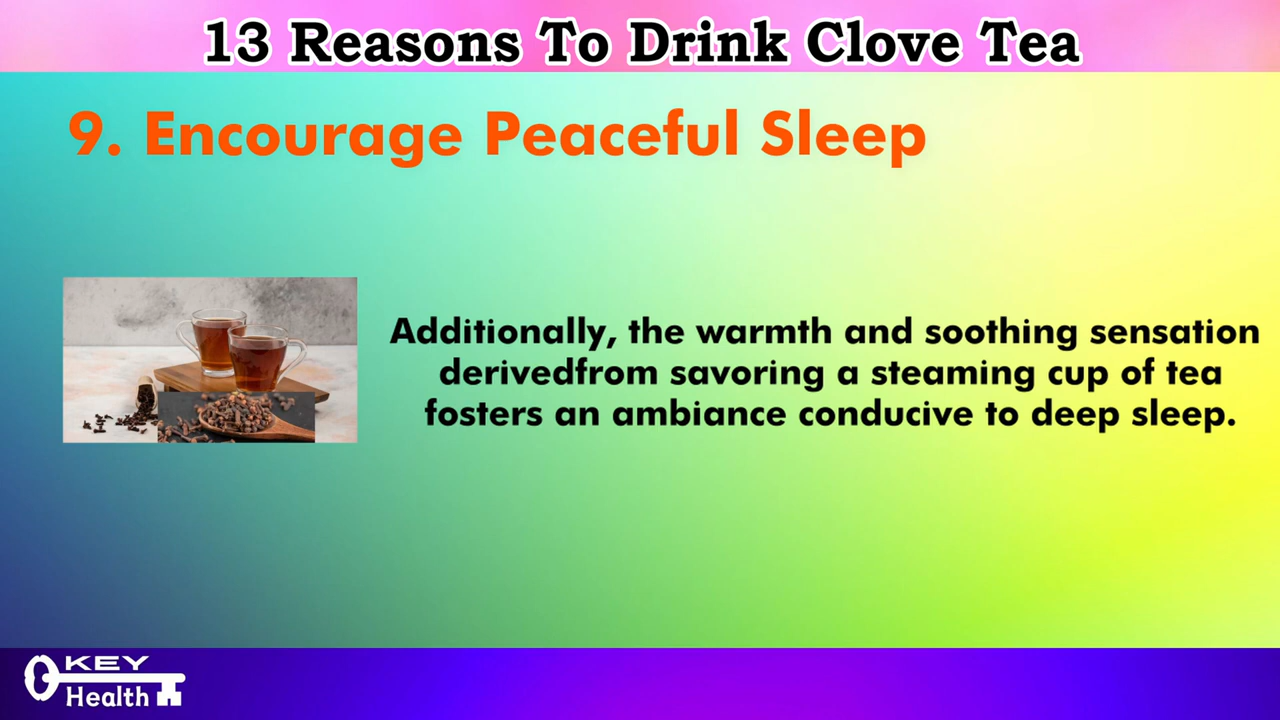 13 Reasons To Drink Clove Tea
9. Encourage Peaceful Sleep
Additionally, the warmth and soothing sensation
derivedfrom savoring a steaming cup of tea
fosters an ambiance conducive to deep sleep.
KEY
Health